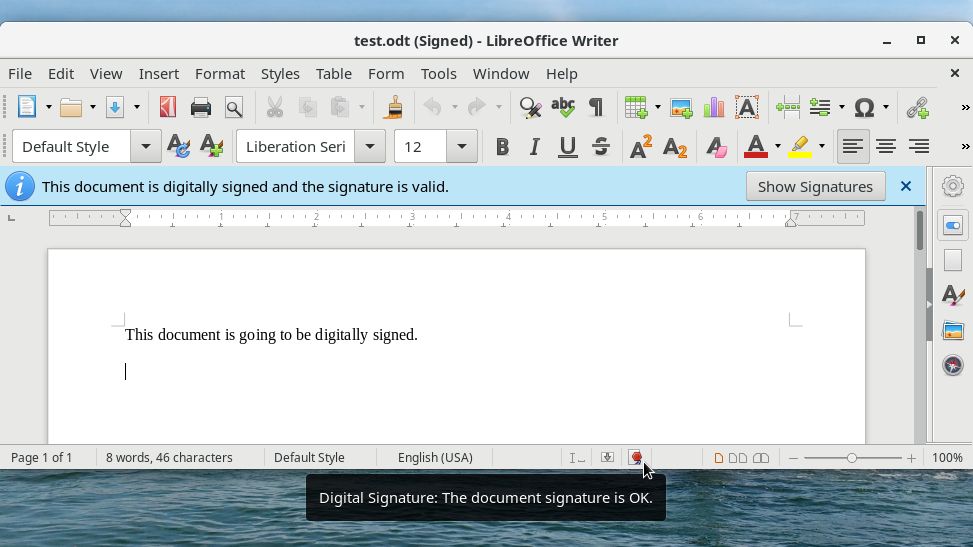 test.odt (Signed) - LibreOffice Writer
File Edit View Insert Format Styles Table Form Tools Window Help
abc ¶ A Ω
Default Style Liberation Seri 12 B I U S A2 A2 A A
This document is digitally signed and the signature is valid. Show Signatures
1 2 3 4 5 6 7
This document is going to be digitally signed.
Page 1 of 1 8 words, 46 characters Default Style English (USA) 100%
Digital Signature: The document signature is OK.